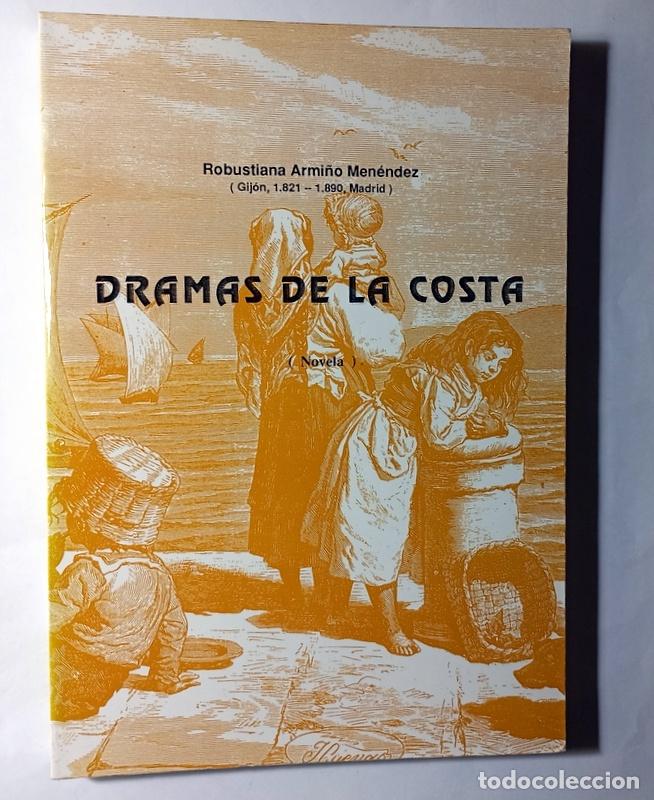 Robustiana Armiño Menéndez
( Gijón, 1.821 -- 1.890, Madrid )
DRAMAS DE LA COSTA
( Novela )
todocoleccion